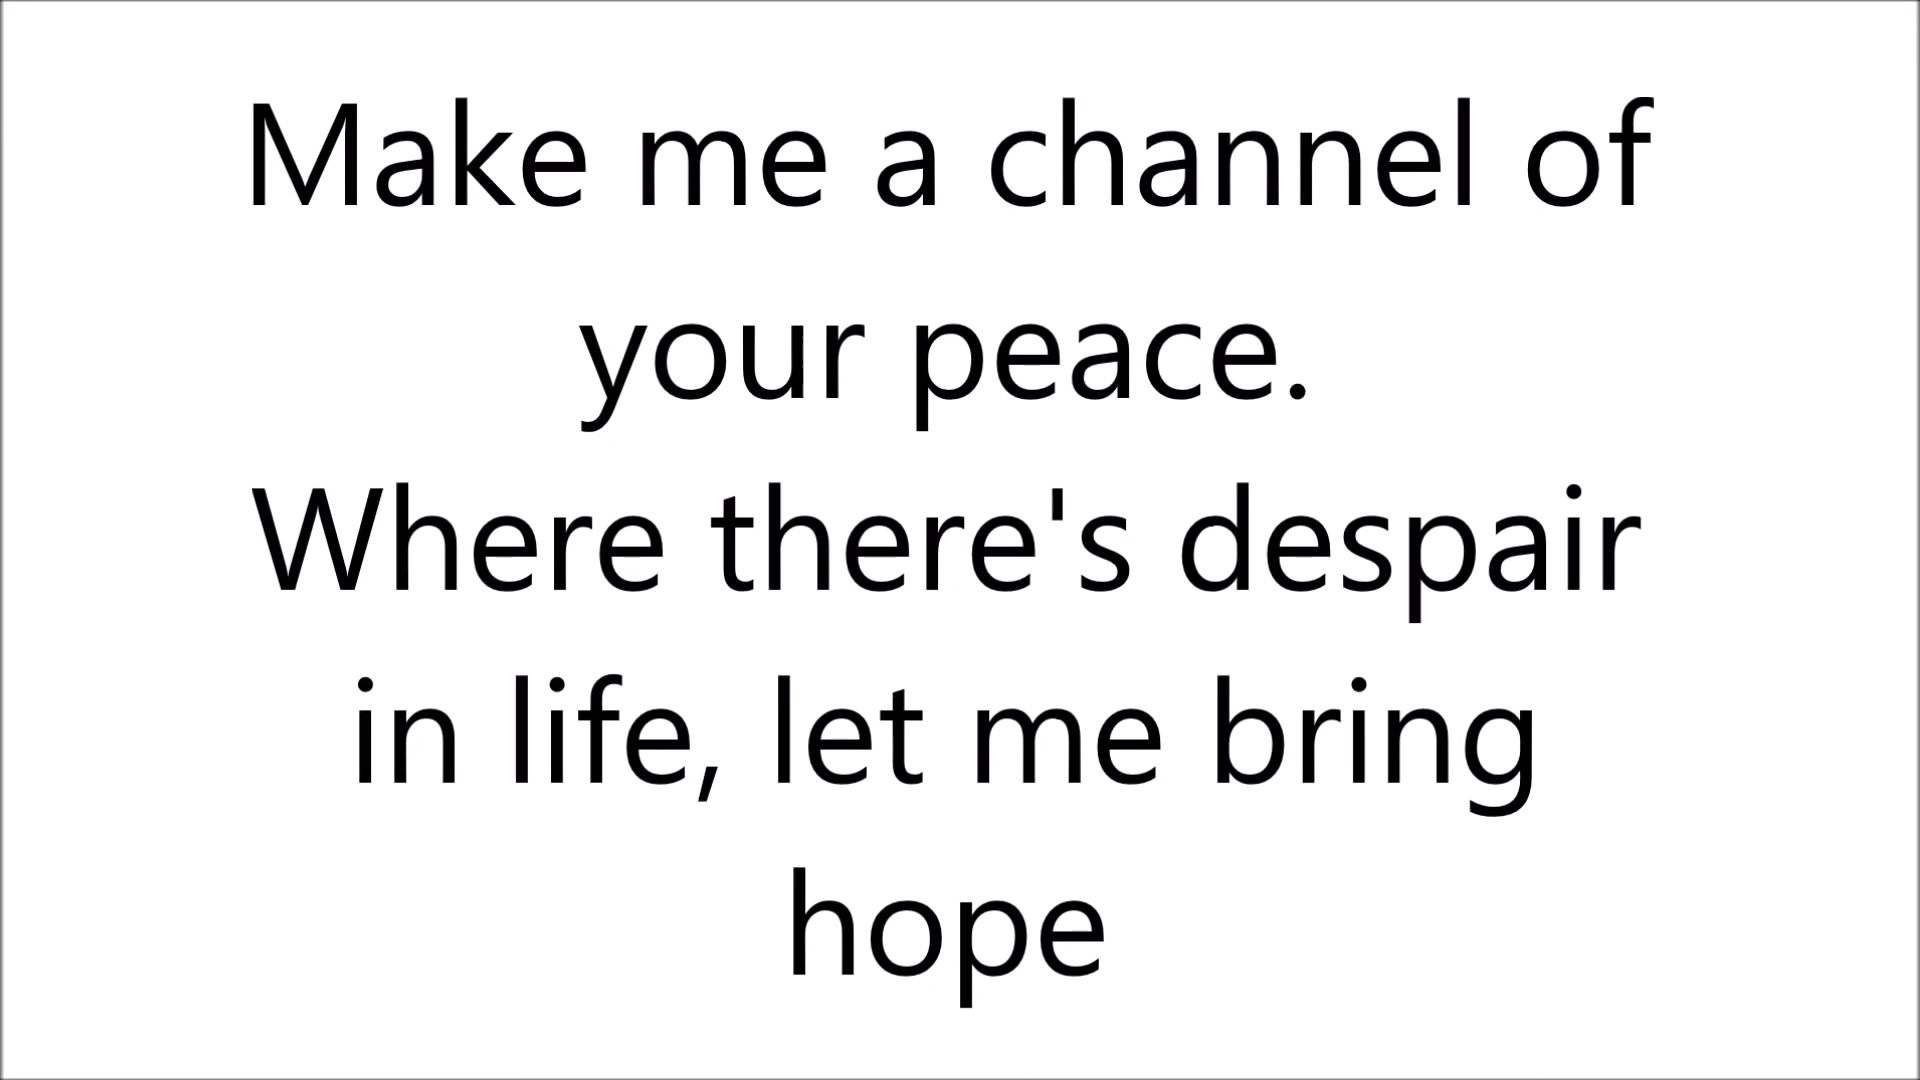 Make me a channel of
your peace.
Where there's despair
in life, let me bring
hope